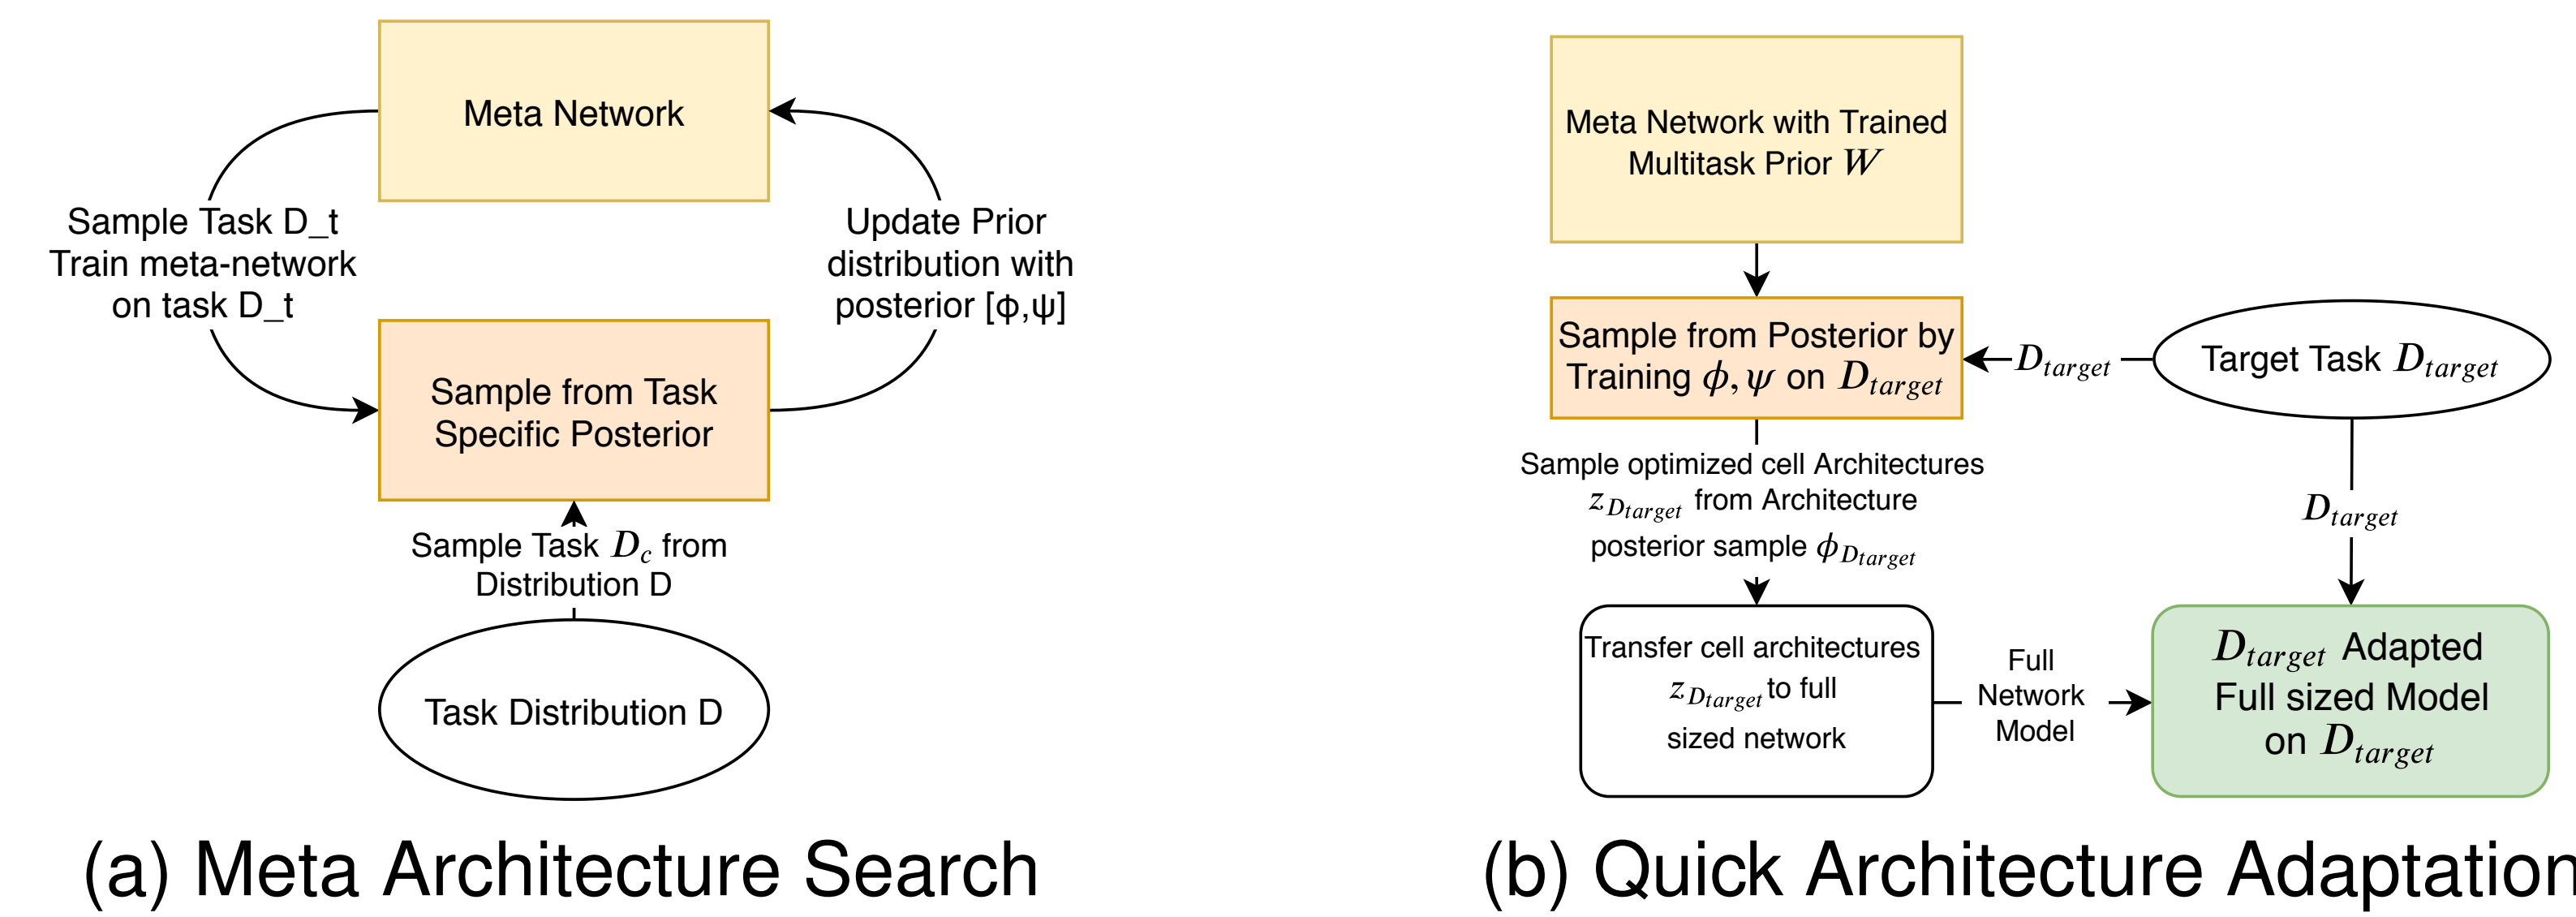 Meta Network
Sample Task D_t
Train meta-network
on task D_t
Update Prior
distribution with
posterior [ϕ,ψ]
Sample from Task
Specific Posterior
Sample Task D_c from
Distribution D
Task Distribution D
(a) Meta Architecture Search
Meta Network with Trained
Multitask Prior W
Sample from Posterior by
Training ϕ, ψ on D_target
D_target
Target Task D_target
Sample optimized cell Architectures
z_D_target from Architecture
posterior sample ϕ_D_target
D_target
Transfer cell architectures
z_D_target to full
sized network
Full
Network
Model
D_target Adapted
Full sized Model
on D_target
(b) Quick Architecture Adaptation